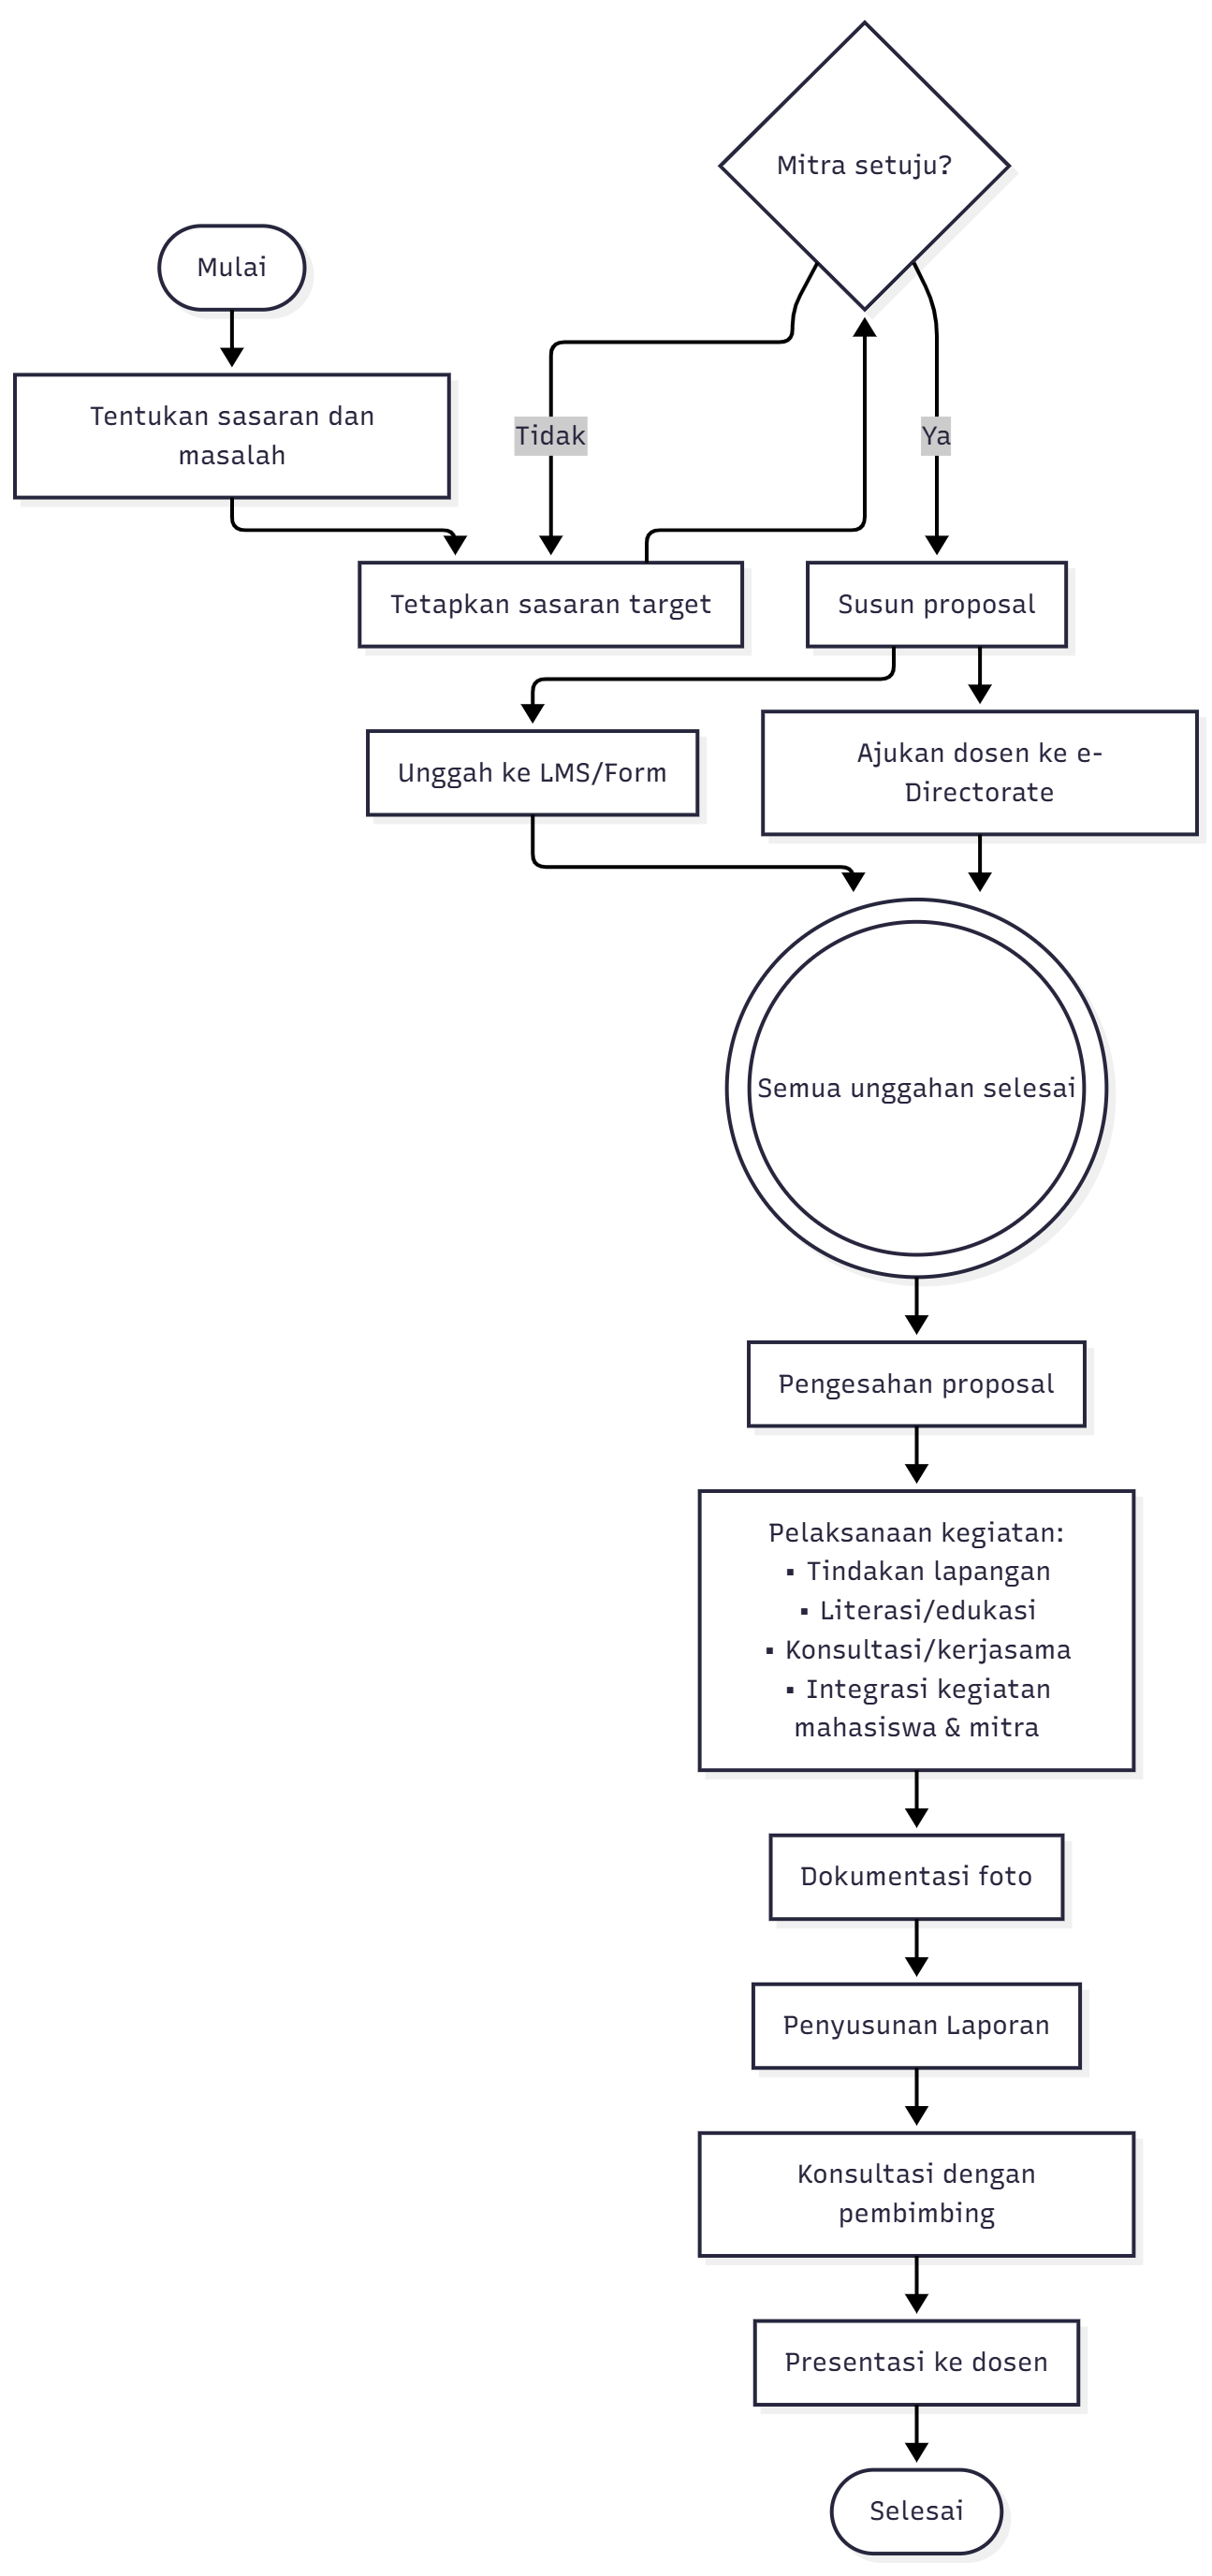 Mitra setuju?
Mulai
Tentukan sasaran dan
masalah
Tidak
Ya
Tetapkan sasaran target
Susun proposal
Unggah ke LMS/Form
Ajukan dosen ke e-
Directorate
Semua unggahan selesai
Pengesahan proposal
Pelaksanaan kegiatan:
▪ Tindakan lapangan
▪ Literasi/edukasi
▪ Konsultasi/kerjasama
▪ Integrasi kegiatan
mahasiswa & mitra
Dokumentasi foto
Penyusunan Laporan
Konsultasi dengan
pembimbing
Presentasi ke dosen
Selesai